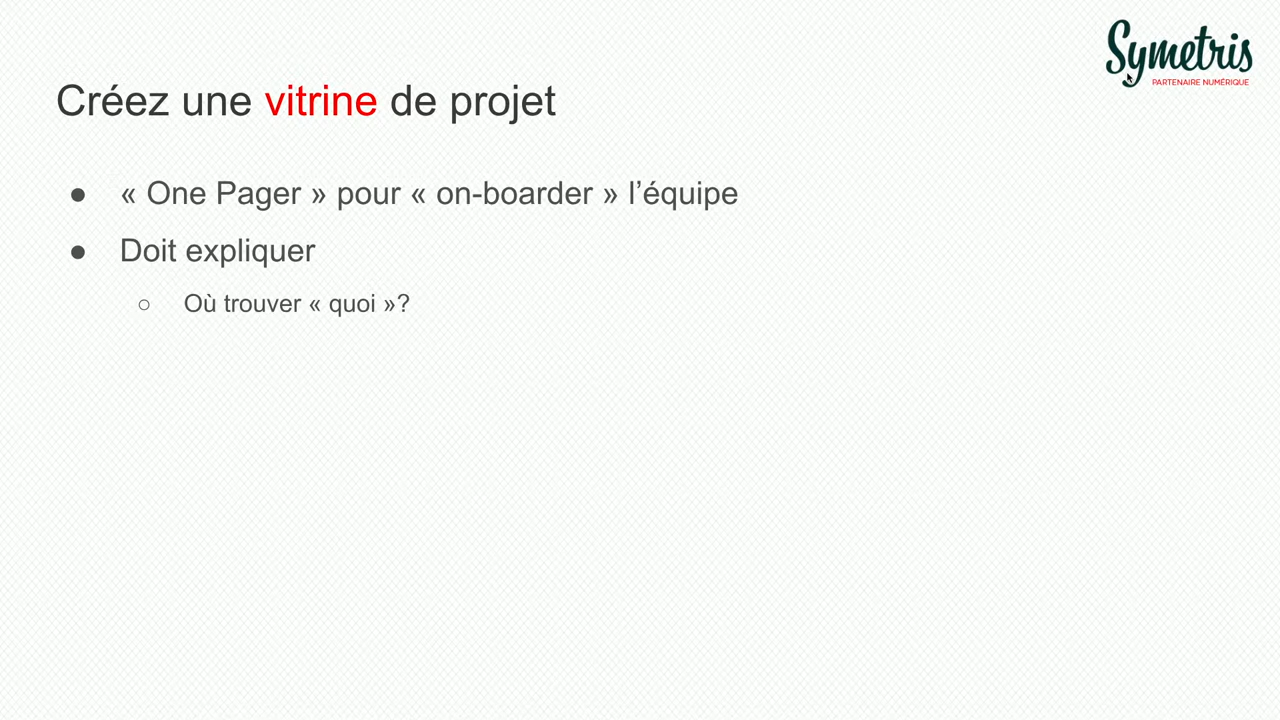 Symetris
PARTENAIRE NUMÉRIQUE
Créez une vitrine de projet
● « One Pager » pour « on-boarder » l’équipe
● Doit expliquer
○ Où trouver « quoi »?